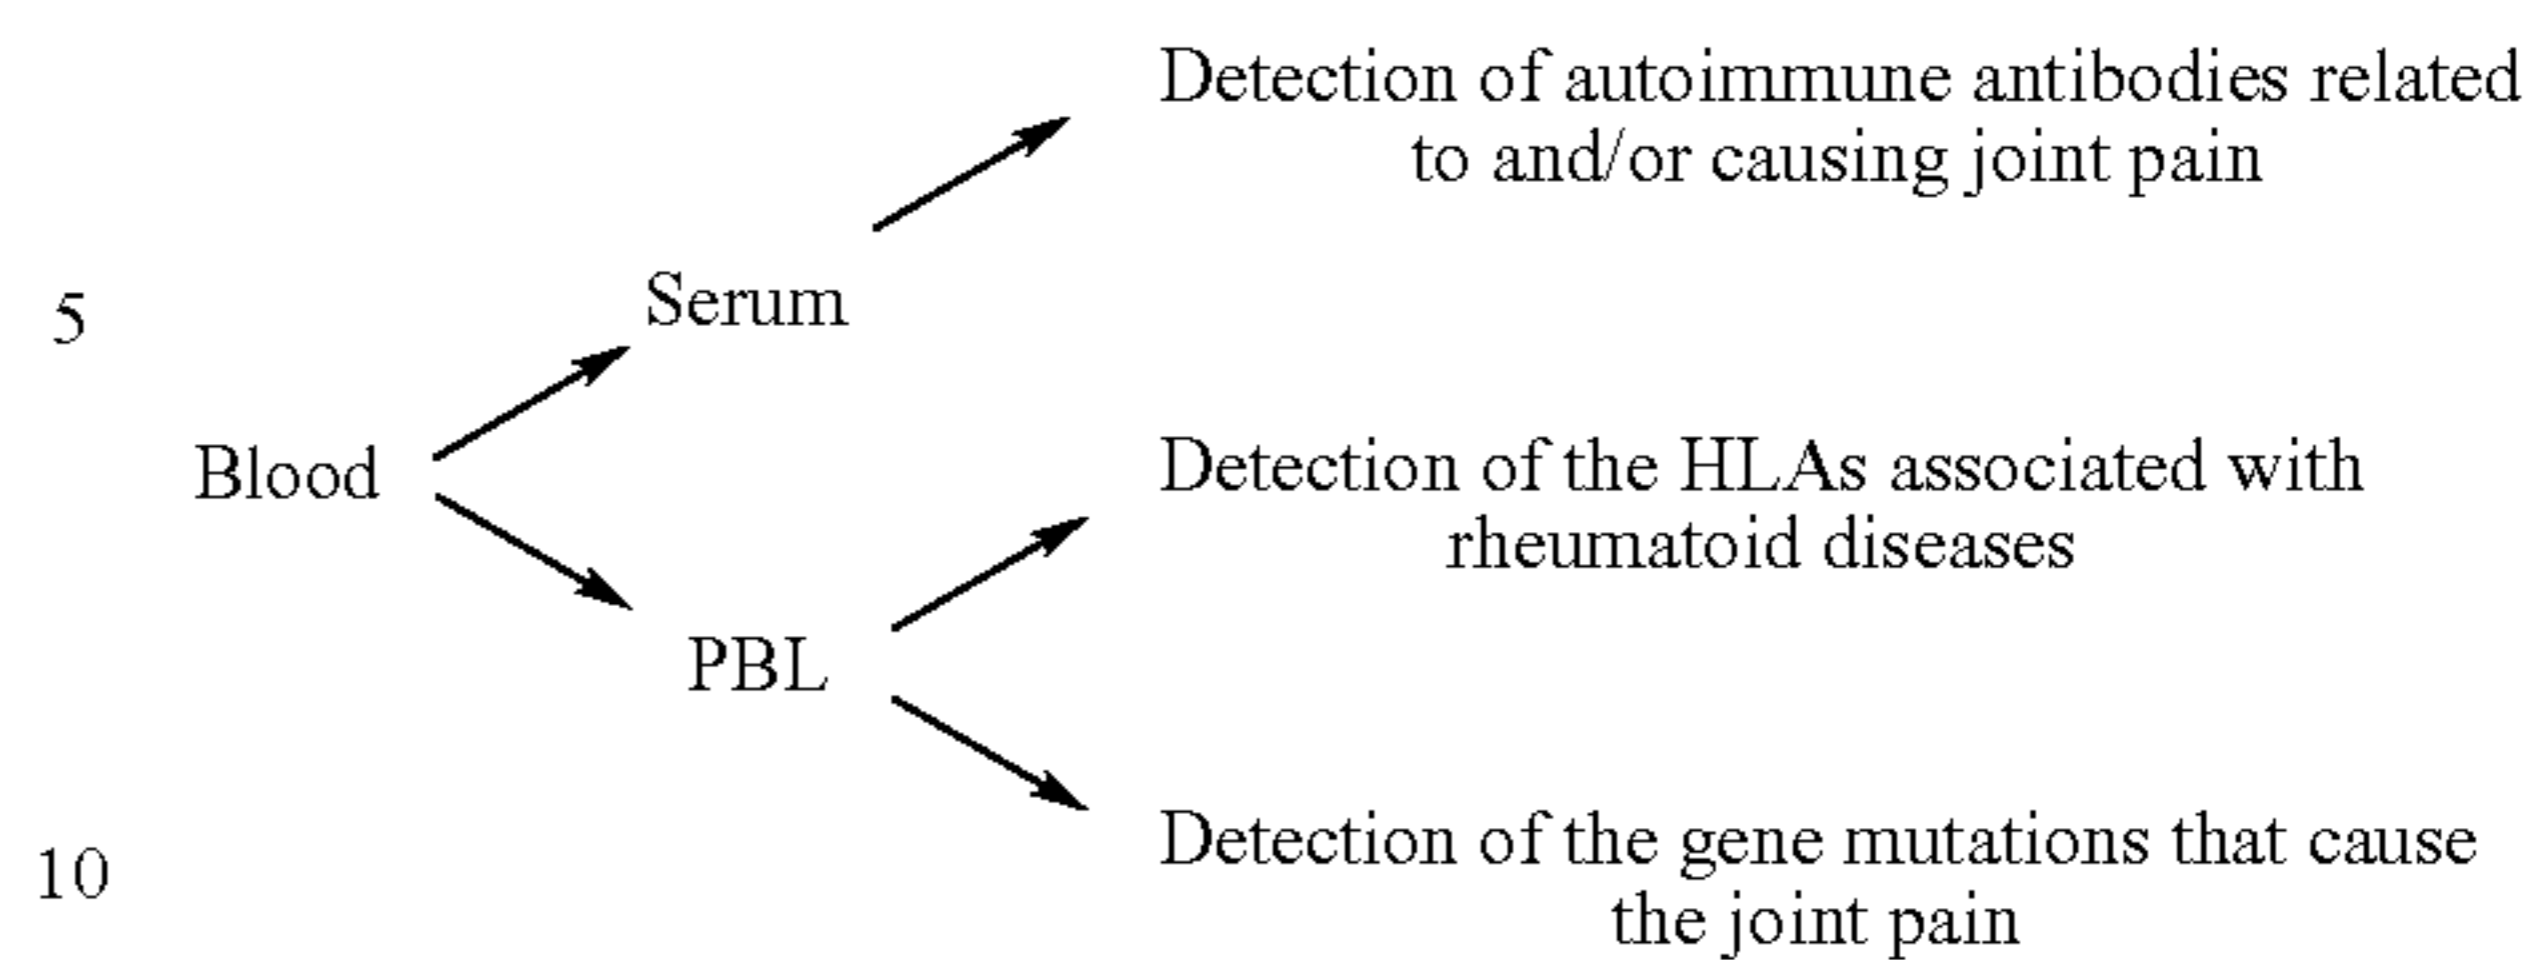 Detection of autoimmune antibodies related
to and/or causing joint pain
Serum
5
Blood
Detection of the HLAs associated with
rheumatoid diseases
PBL
Detection of the gene mutations that cause
the joint pain
10